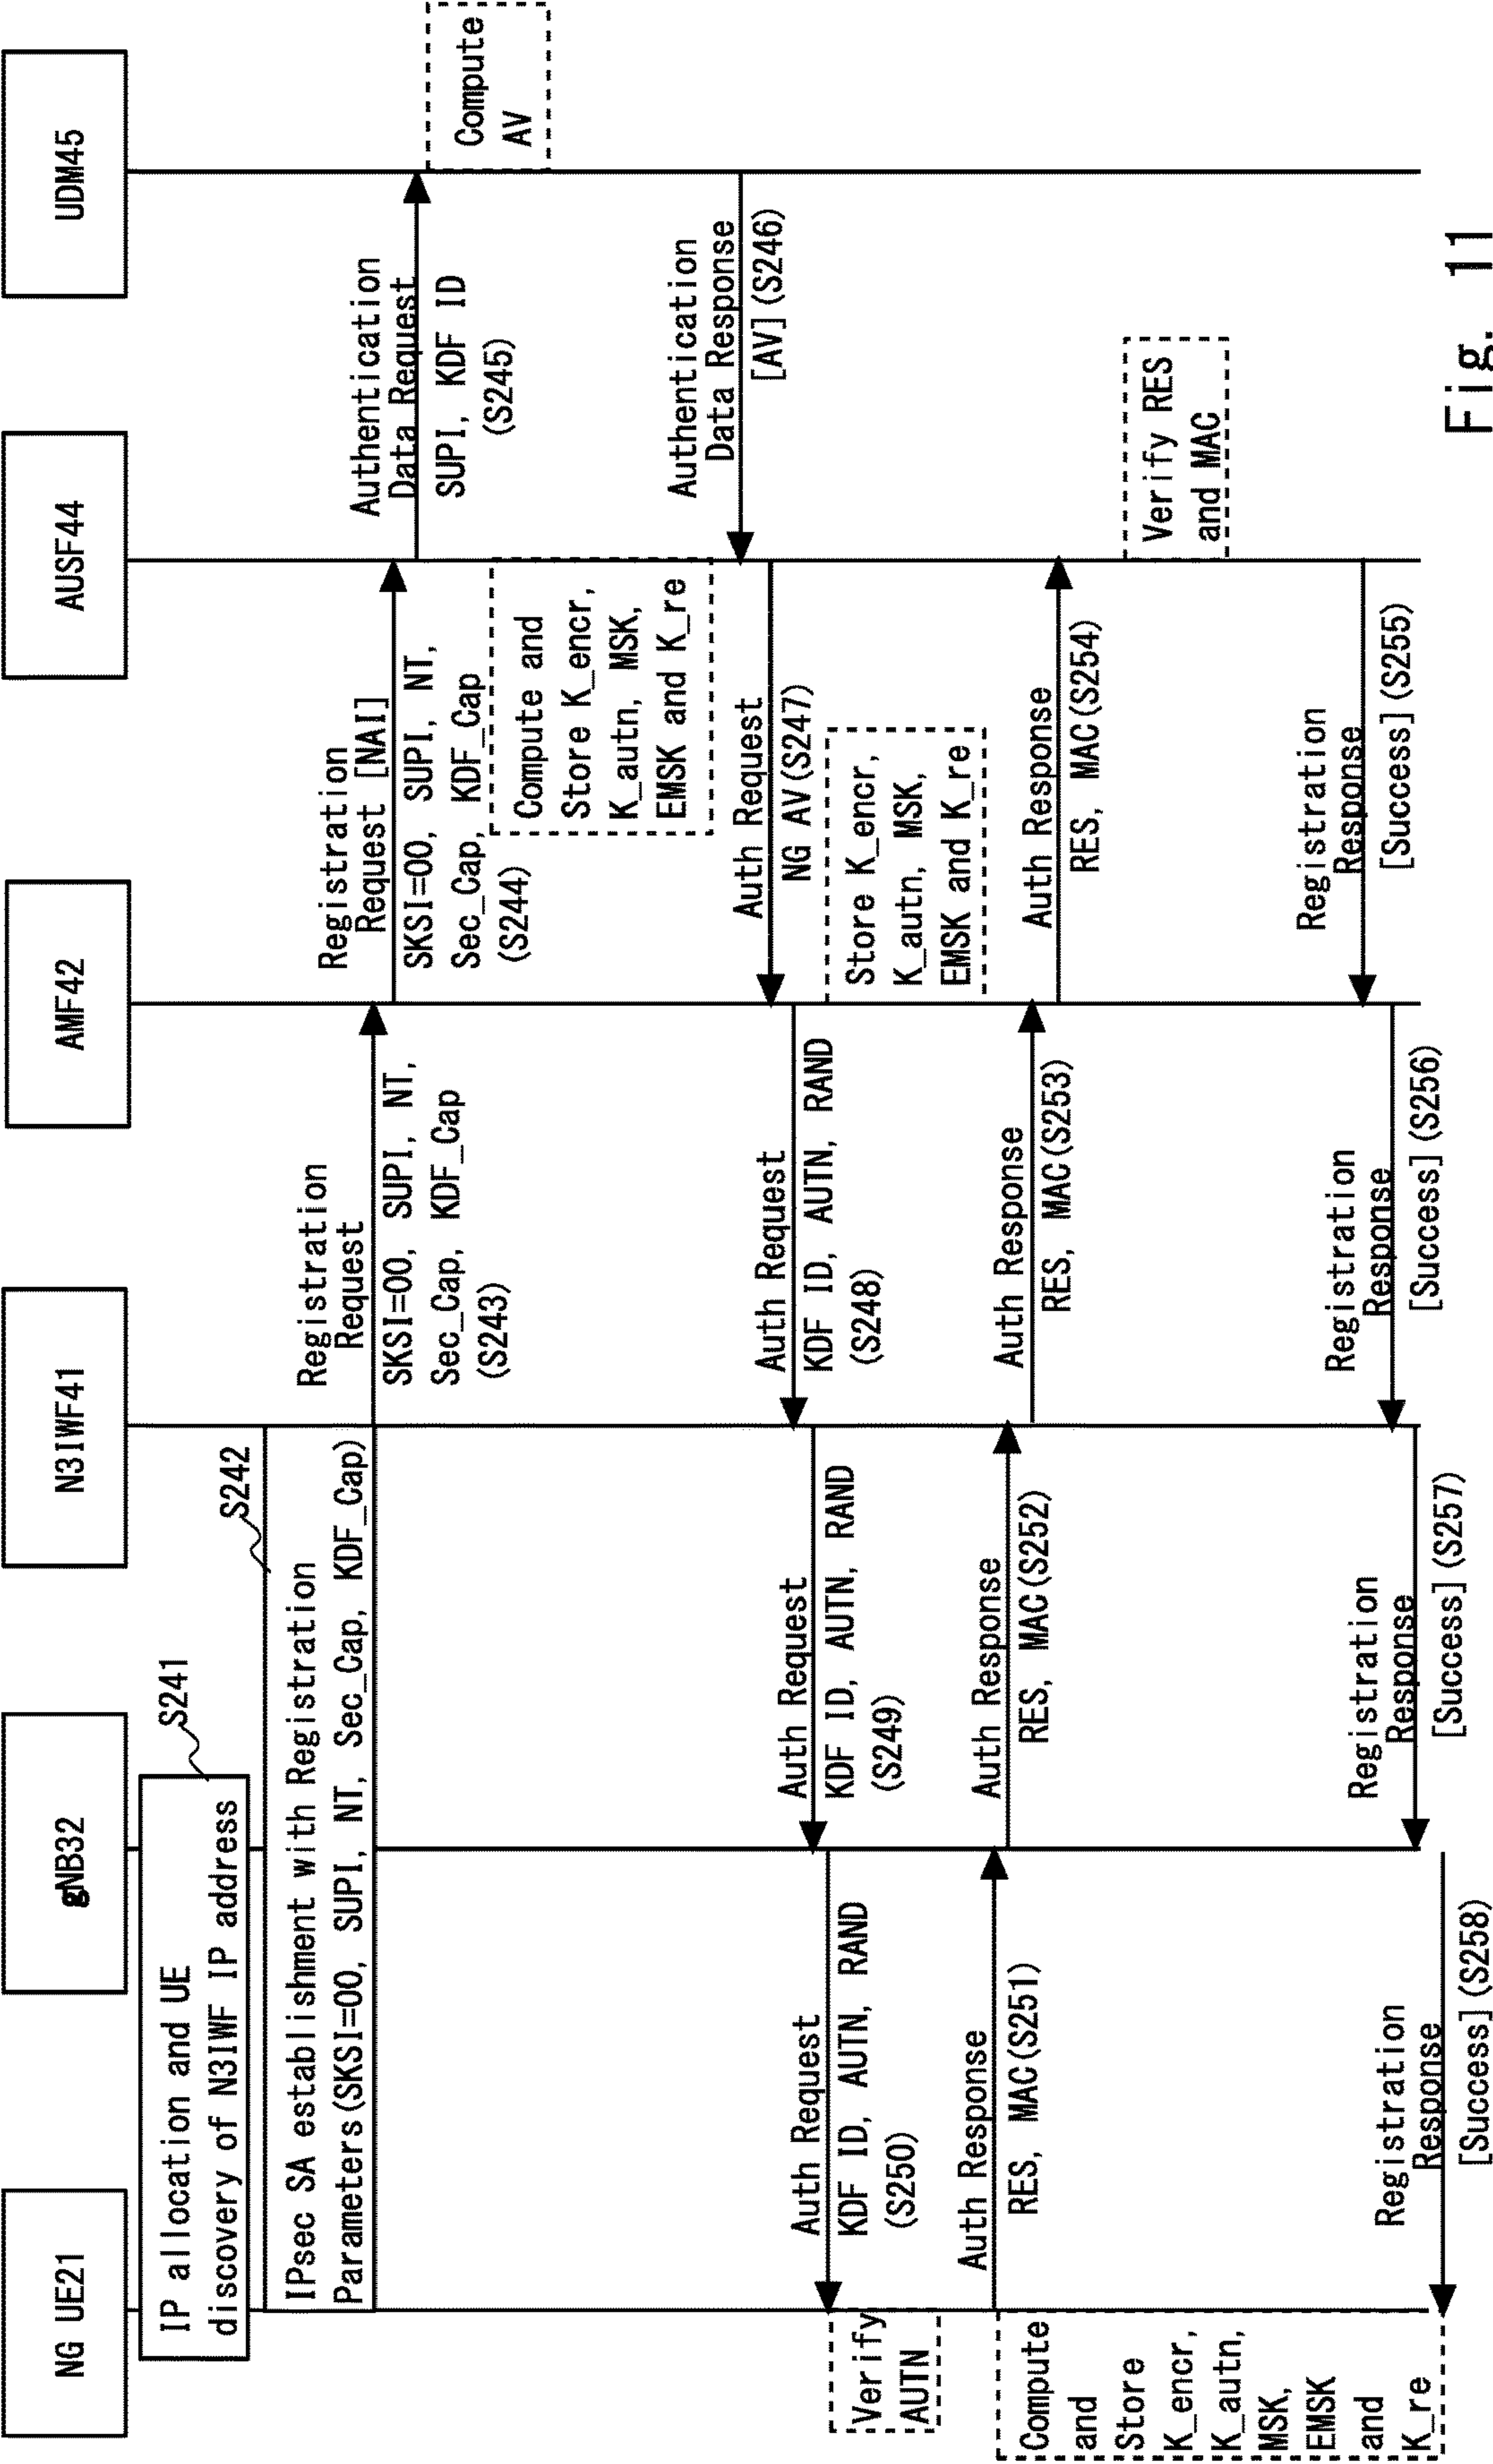 NG UE21
gNB32
N3IWF41
AMF42
AUSF44
UDM45
IP allocation and UE
discovery of N3IWF IP address
S241
S242
IPsec SA establishment with Registration
Parameters(SKSI=00, SUPI, NT, Sec_Cap, KDF_Cap)
Registration
Request
SKSI=00, SUPI, NT,
Sec_Cap, KDF_Cap
(S243)
Registration
Request [NAI]
SKSI=00, SUPI, NT,
Sec_Cap, KDF_Cap
(S244)
Authentication
Data Request
SUPI, KDF ID
(S245)
Compute
AV
Compute and
Store K_encr,
K_autn, MSK,
EMSK and K_re
Authentication
Data Response
[AV](S246)
Auth Request
NG AV(S247)
Store K_encr,
K_autn, MSK,
EMSK and K_re
Auth Request
KDF ID, AUTN, RAND
(S248)
Auth Request
KDF ID, AUTN, RAND
(S249)
Auth Request
KDF ID, AUTN, RAND
(S250)
Verify
AUTN
Auth Response
RES, MAC(S251)
Auth Response
RES, MAC(S252)
Auth Response
RES, MAC(S253)
Auth Response
RES, MAC(S254)
Compute
and
Store
K_encr,
K_autn,
MSK,
EMSK
and
K_re
Verify RES
and MAC
Registration
Response
[Success](S255)
Registration
Response
[Success](S256)
Registration
Response
[Success](S257)
Registration
Response
[Success](S258)
Fig. 11